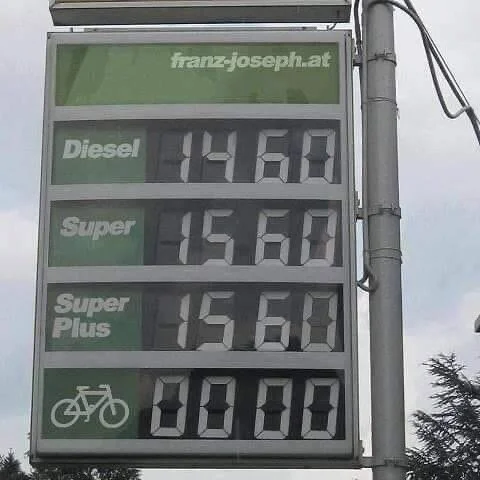 franz-joseph.at
Diesel 1460
Super 1560
Super
Plus 1560
0000